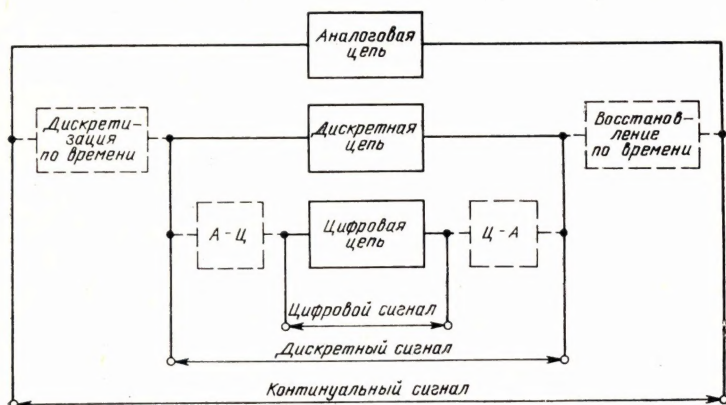 Аналоговая
цепь
Дискрети-
зация
по времени
Дискретная
цепь
Восстанов-
ление
по времени
А-Ц
Цифровая
цепь
Ц-А
Цифровой сигнал
Дискретный сигнал
Континуальный сигнал